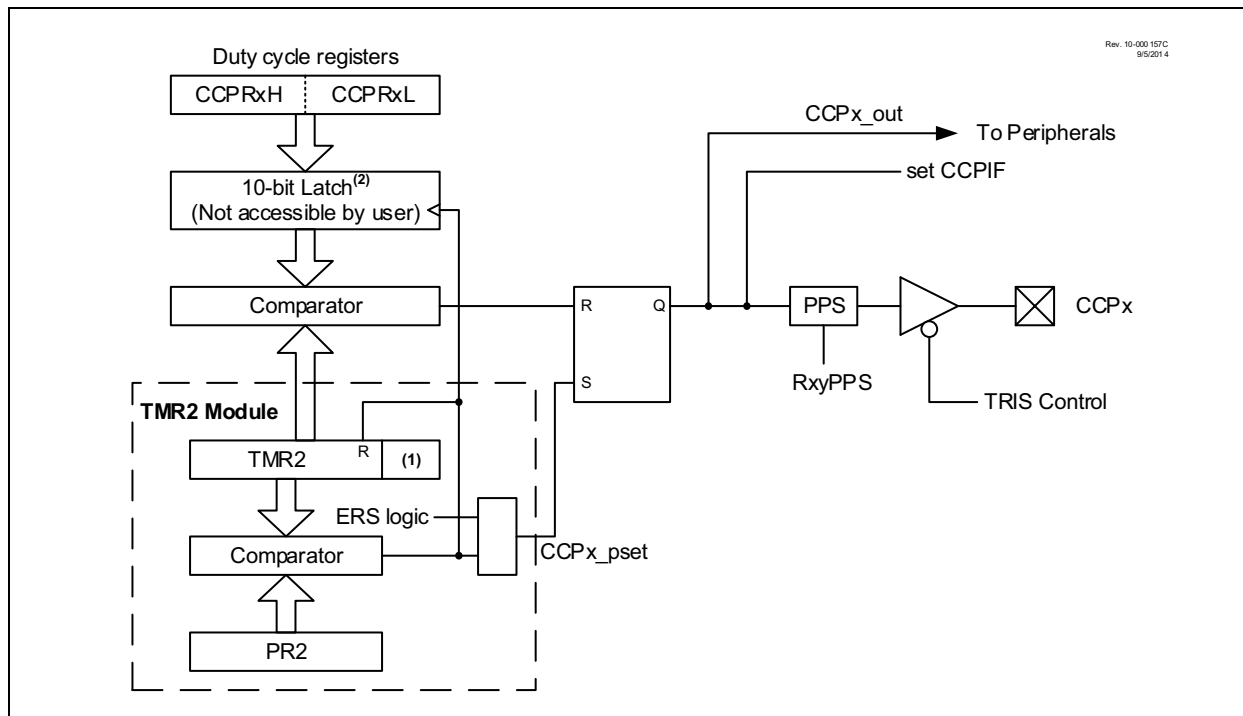 Rev. 10-000 157C
9/5/201 4
Duty cycle registers
CCPRxH CCPRxL
CCPx_out
To Peripherals
set CCPIF
10-bit Latch(2)
(Not accessible by user)
Comparator
R Q
S
PPS
CCPx
RxyPPS
TRIS Control
TMR2 Module
R
TMR2 (1)
ERS logic
Comparator
CCPx_pset
PR2